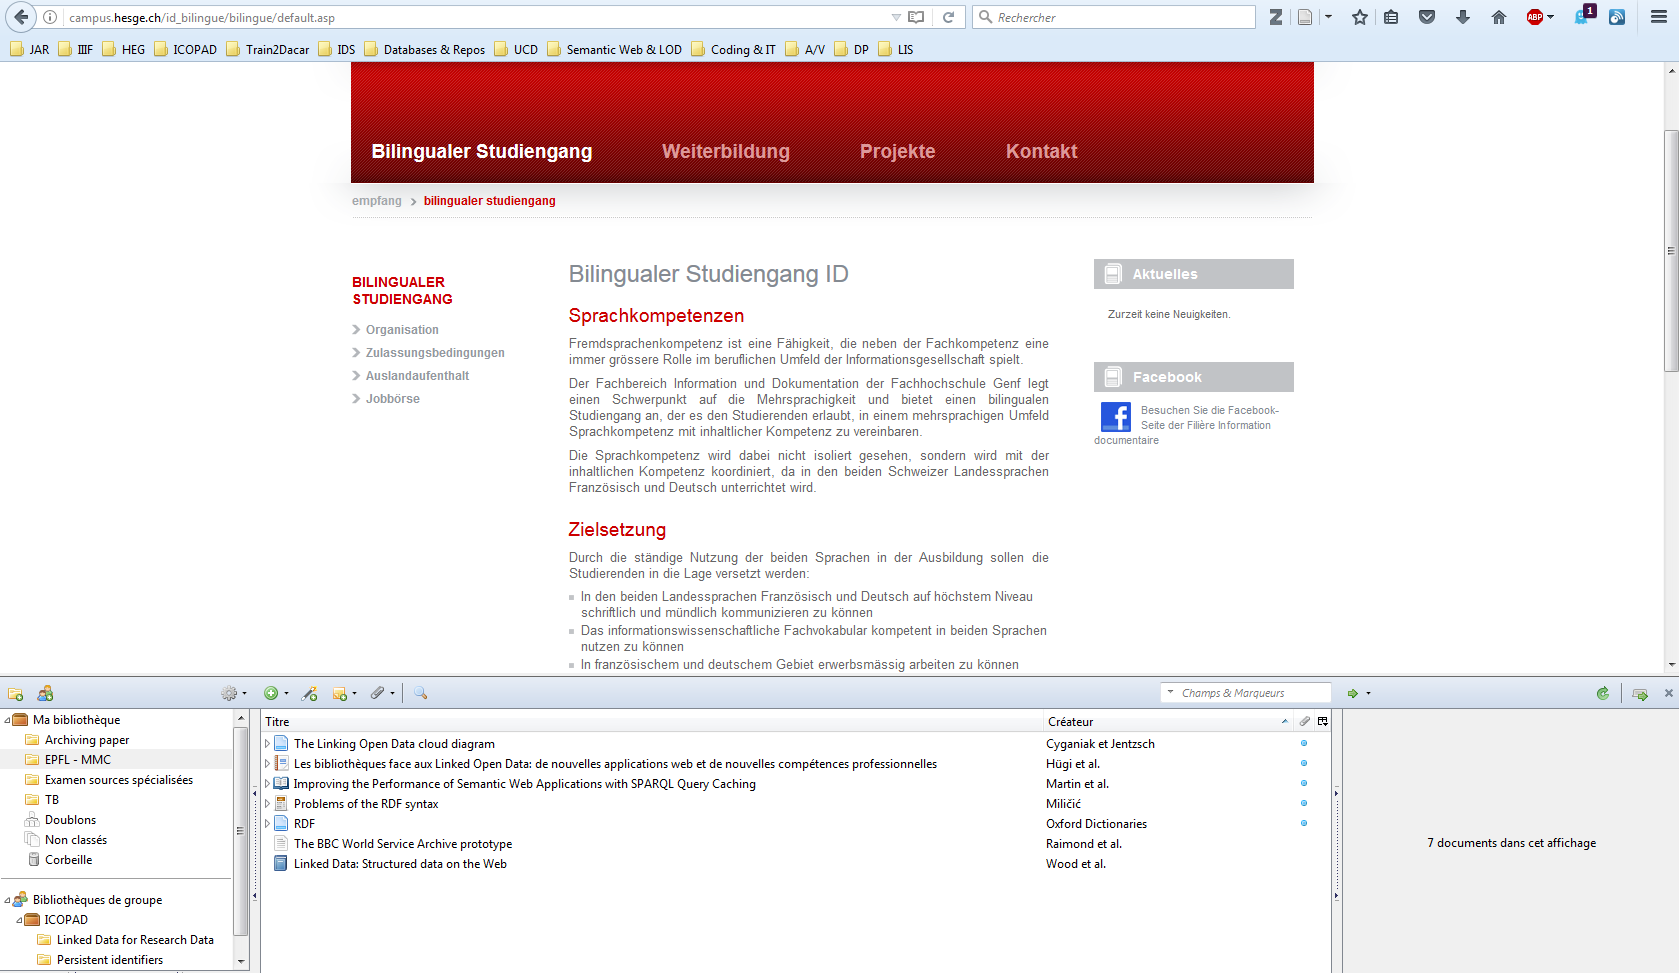 campus.hesge.ch/id_bilingue/bilingue/default.asp
Rechercher
ABP
1
JAR
IIIF
HEG
ICOPAD
Train2Dacar
IDS
Databases & Repos
UCD
Semantic Web & LOD
Coding & IT
A/V
DP
LIS
Bilingualer Studiengang
Weiterbildung
Projekte
Kontakt
empfang
bilingualer studiengang
BILINGUALER
STUDIENGANG
Organisation
Zulassungsbedingungen
Auslandaufenthalt
Jobbörse
Bilingualer Studiengang ID
Sprachkompetenzen
Fremdsprachenkompetenz ist eine Fähigkeit, die neben der Fachkompetenz eine
immer grössere Rolle im beruflichen Umfeld der Informationsgesellschaft spielt.
Der Fachbereich Information und Dokumentation der Fachhochschule Genf legt
einen Schwerpunkt auf die Mehrsprachigkeit und bietet einen bilingualen
Studiengang an, der es den Studierenden erlaubt, in einem mehrsprachigen Umfeld
Sprachkompetenz mit inhaltlicher Kompetenz zu vereinbaren.
Die Sprachkompetenz wird dabei nicht isoliert gesehen, sondern wird mit der
inhaltlichen Kompetenz koordiniert, da in den beiden Schweizer Landessprachen
Französisch und Deutsch unterrichtet wird.
Zielsetzung
Durch die ständige Nutzung der beiden Sprachen in der Ausbildung sollen die
Studierenden in die Lage versetzt werden:
In den beiden Landessprachen Französisch und Deutsch auf höchstem Niveau
schriftlich und mündlich kommunizieren zu können
Das informationswissenschaftliche Fachvokabular kompetent in beiden Sprachen
nutzen zu können
In französischem und deutschem Gebiet erwerbsmässig arbeiten zu können
Aktuelles
Zurzeit keine Neuigkeiten.
Facebook
Besuchen Sie die Facebook-
Seite der Filière Information
documentaire
Champs & Marqueurs
Ma bibliothèque
Archiving paper
EPFL - MMC
Examen sources spécialisées
TB
Doublons
Non classés
Corbeille
Bibliothèques de groupe
ICOPAD
Linked Data for Research Data
Persistent identifiers
Titre
Créateur
The Linking Open Data cloud diagram
Cyganiak et Jentzsch
Les bibliothèques face aux Linked Open Data: de nouvelles applications web et de nouvelles compétences professionnelles
Hügi et al.
Improving the Performance of Semantic Web Applications with SPARQL Query Caching
Martin et al.
Problems of the RDF syntax
Miličić
RDF
Oxford Dictionaries
The BBC World Service Archive prototype
Raimond et al.
Linked Data: Structured data on the Web
Wood et al.
7 documents dans cet affichage